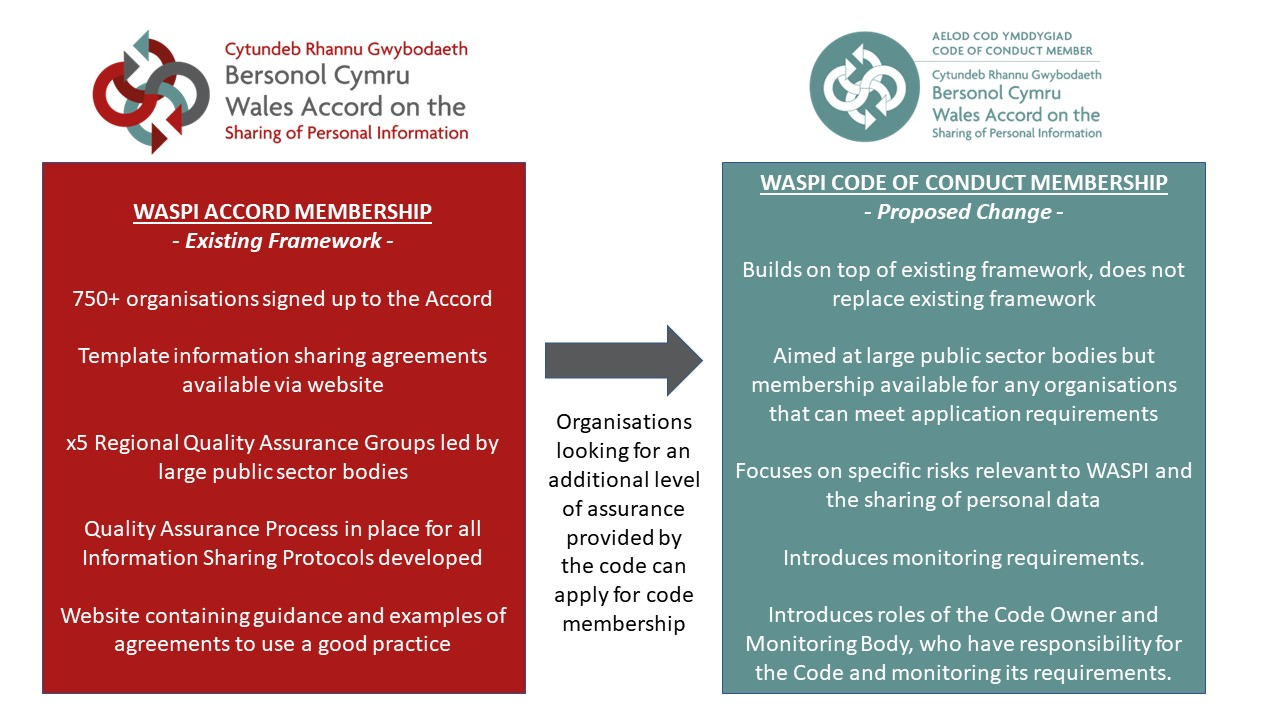 Cytundeb Rhannu Gwybodaeth
Bersonol Cymru
Wales Accord on the
Sharing of Personal Information
AELOD COD YMDDYGIAD
CODE OF CONDUCT MEMBER
Cytundeb Rhannu Gwybodaeth
Bersonol Cymru
Wales Accord on the
Sharing of Personal Information
WASPI ACCORD MEMBERSHIP
- Existing Framework -
750+ organisations signed up to the Accord
Template information sharing agreements
available via website
x5 Regional Quality Assurance Groups led by
large public sector bodies
Quality Assurance Process in place for all
Information Sharing Protocols developed
Website containing guidance and examples of
agreements to use a good practice
Organisations
looking for an
additional level
of assurance
provided by
the code can
apply for code
membership
WASPI CODE OF CONDUCT MEMBERSHIP
- Proposed Change -
Builds on top of existing framework, does not
replace existing framework
Aimed at large public sector bodies but
membership available for any organisations
that can meet application requirements
Focuses on specific risks relevant to WASPI and
the sharing of personal data
Introduces monitoring requirements.
Introduces roles of the Code Owner and
Monitoring Body, who have responsibility for
the Code and monitoring its requirements.